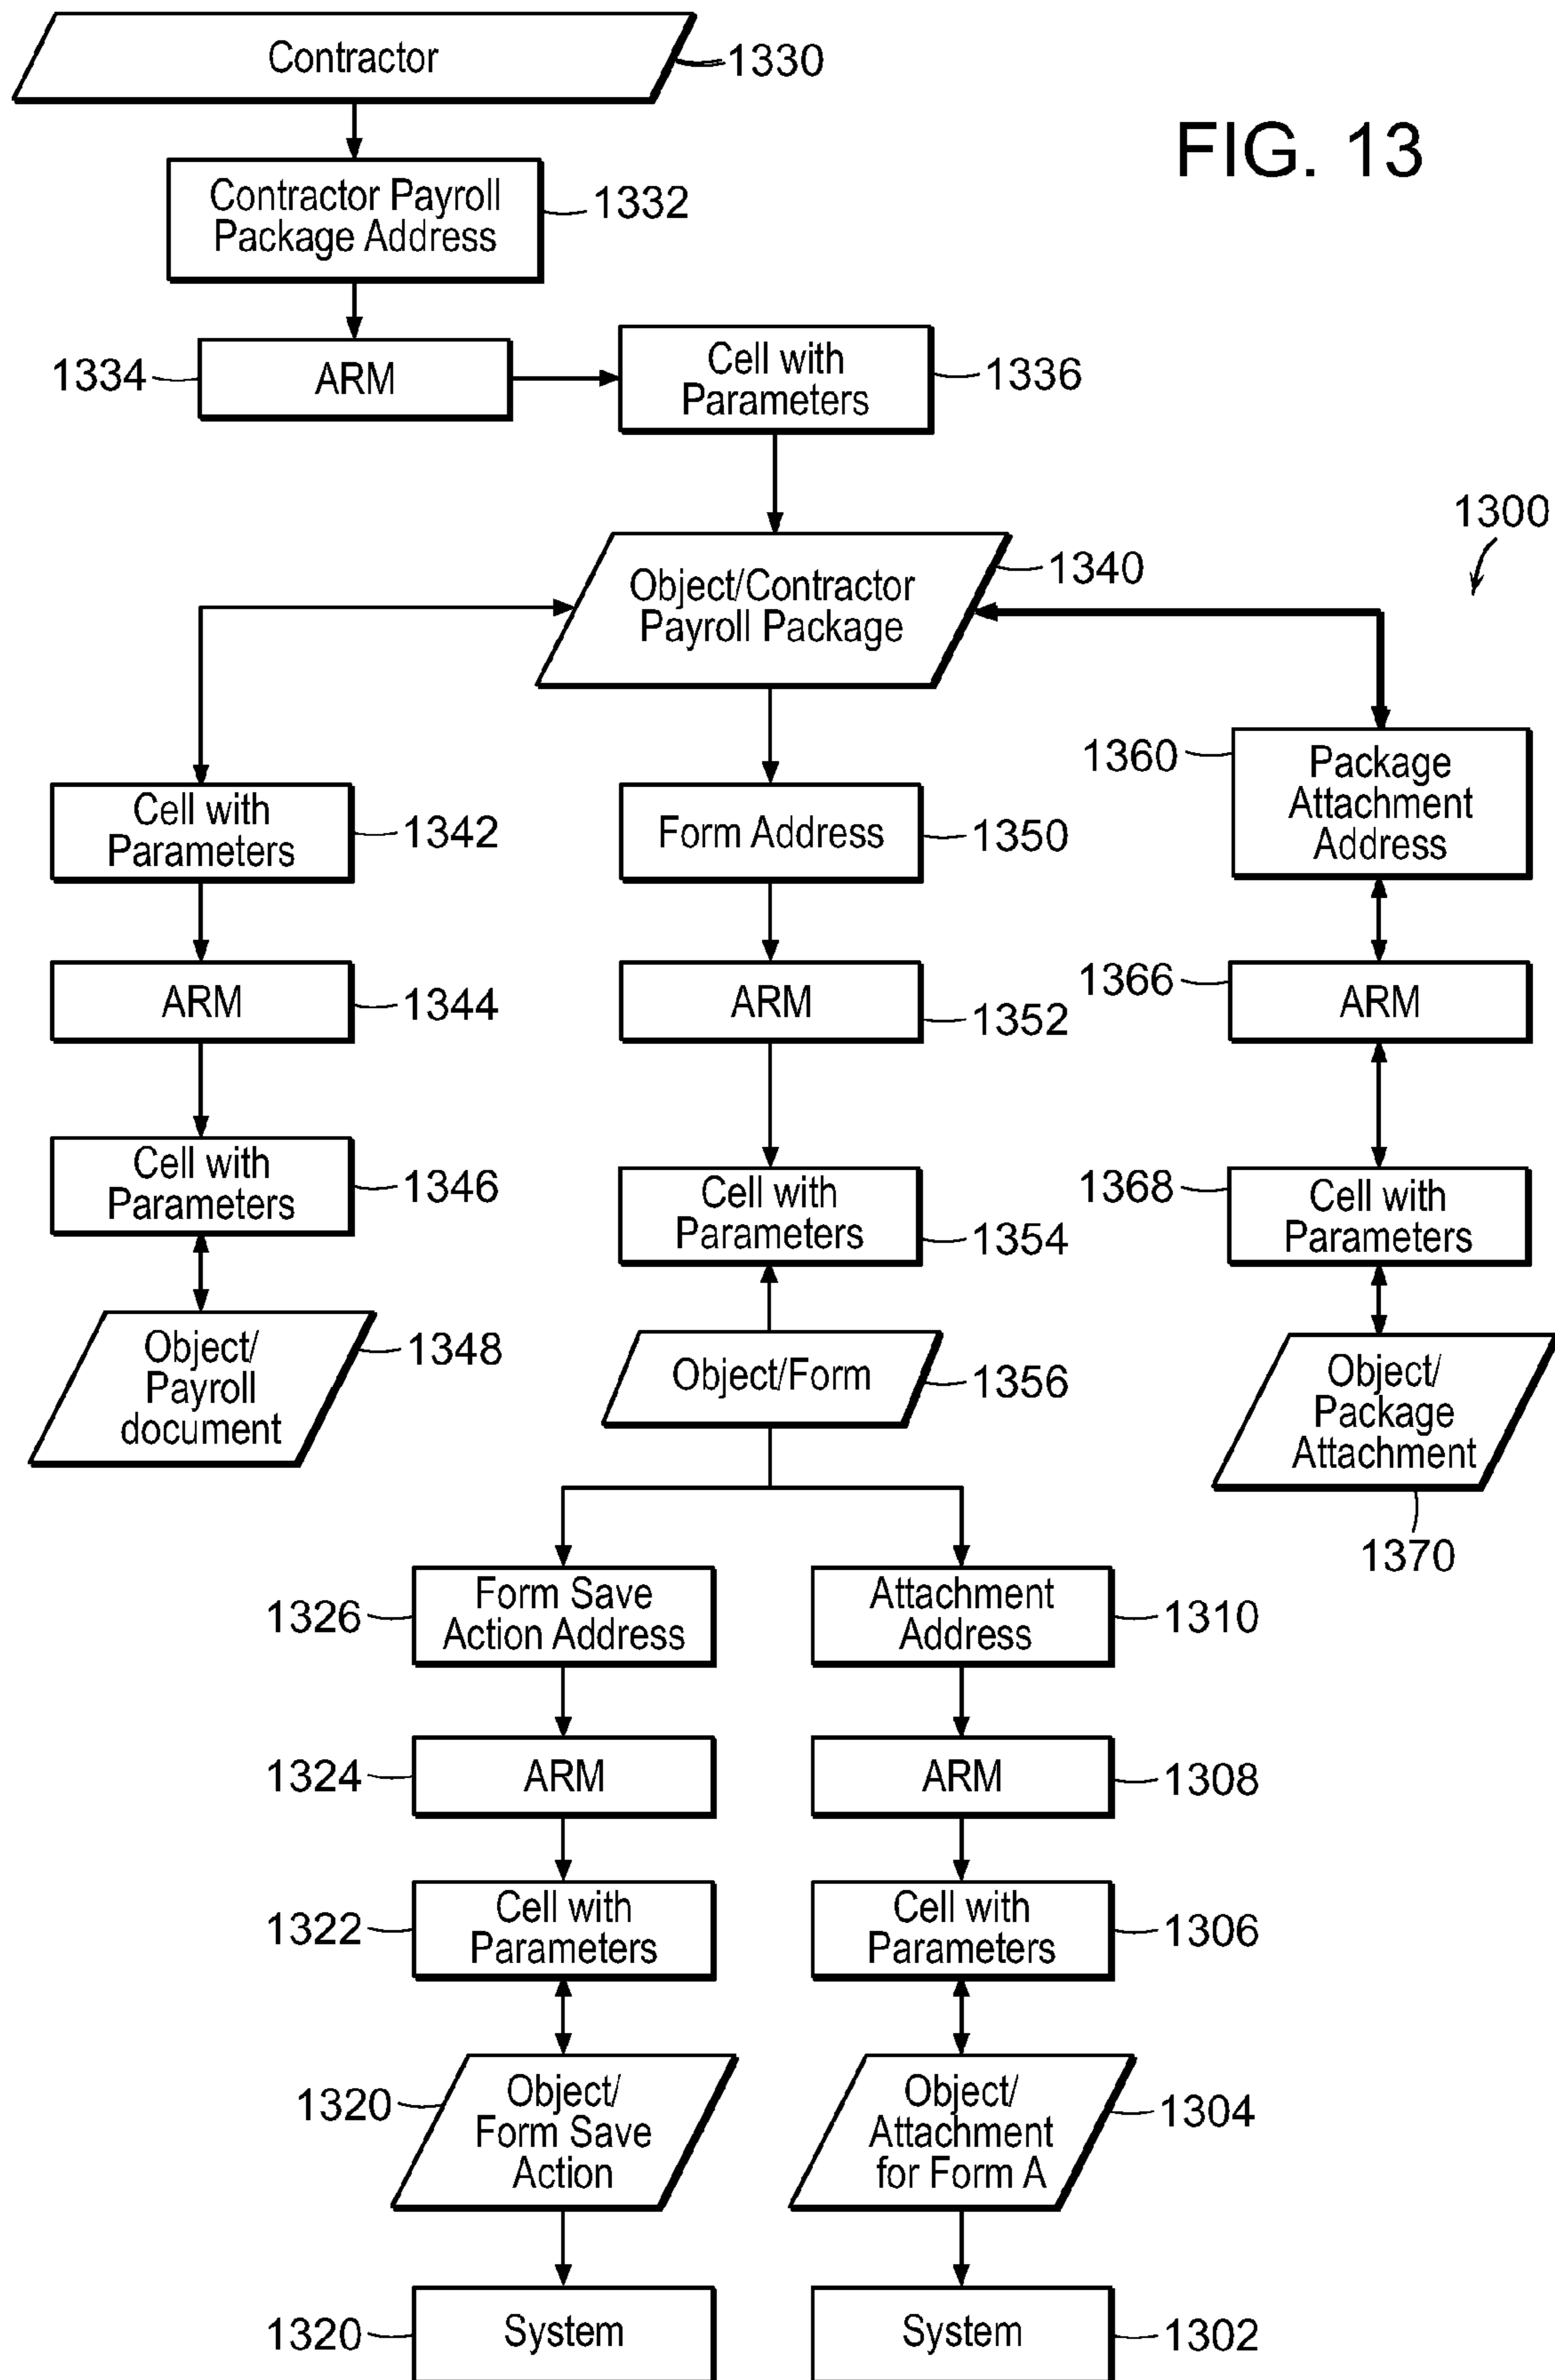 Contractor
1330
FIG. 13
Contractor Payroll
Package Address
1332
1334
ARM
Cell with
Parameters
1336
1300
Object/Contractor
Payroll Package
1340
Cell with
Parameters
1342
Form Address
1350
1360
Package
Attachment
Address
ARM
1344
ARM
1352
1366
ARM
Cell with
Parameters
1346
Cell with
Parameters
1354
1368
Cell with
Parameters
Object/
Payroll
document
1348
Object/Form
1356
Object/
Package
Attachment
1370
1326
Form Save
Action Address
Attachment
Address
1310
1324
ARM
ARM
1308
1322
Cell with
Parameters
Cell with
Parameters
1306
1320
Object/
Form Save
Action
Object/
Attachment
for Form A
1304
1320
System
System
1302